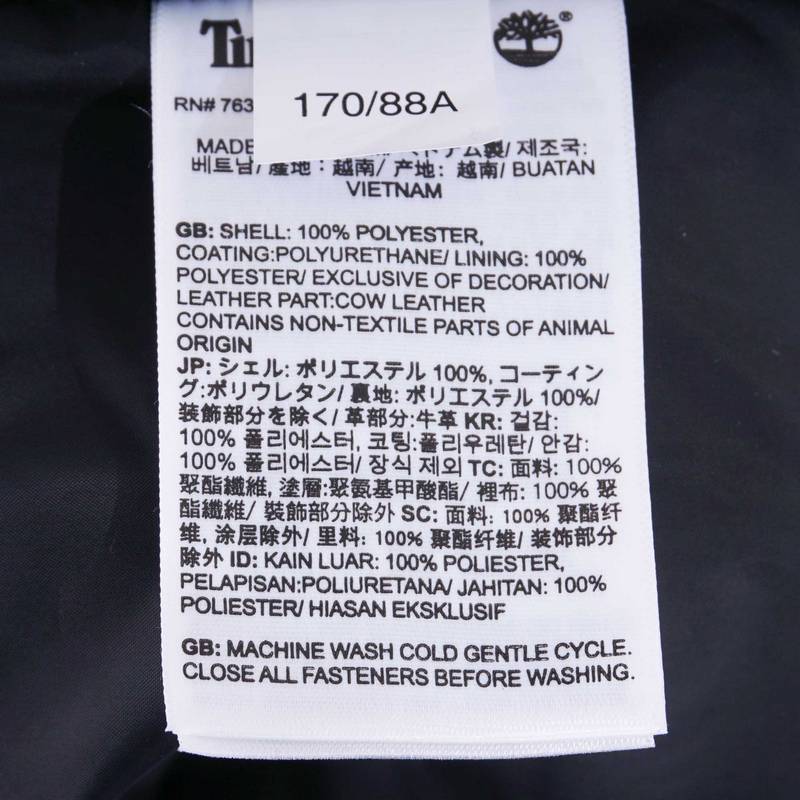 170/88A
RN# 763
MADE
베트남/ 產地：越南/ 产地：越南/ BUATAN
VIETNAM
GB: SHELL: 100% POLYESTER,
COATING:POLYURETHANE/ LINING: 100%
POLYESTER/ EXCLUSIVE OF DECORATION/
LEATHER PART:COW LEATHER
CONTAINS NON-TEXTILE PARTS OF ANIMAL
ORIGIN
JP: シェル: ポリエステル 100%, コーティン
グ:ポリウレタン/ 裏地: ポリエステル 100%/
装飾部分を除く/ 革部分:牛革 KR: 겉감:
100% 폴리에스터, 코팅:폴리우레탄/ 안감:
100% 폴리에스터/ 장식 제외 TC: 面料: 100%
聚酯纖維, 塗層:聚氨基甲酸酯/ 裡布: 100% 聚
酯纖維/ 裝飾部分除外 SC: 面料: 100% 聚酯纤
维, 涂层除外/ 里料: 100% 聚酯纤维/ 装饰部分
除外 ID: KAIN LUAR: 100% POLIESTER,
PELAPISAN:POLIURETANA/ JAHITAN: 100%
POLIESTER/ HIASAN EKSKLUSIF
GB: MACHINE WASH COLD GENTLE CYCLE.
CLOSE ALL FASTENERS BEFORE WASHING.